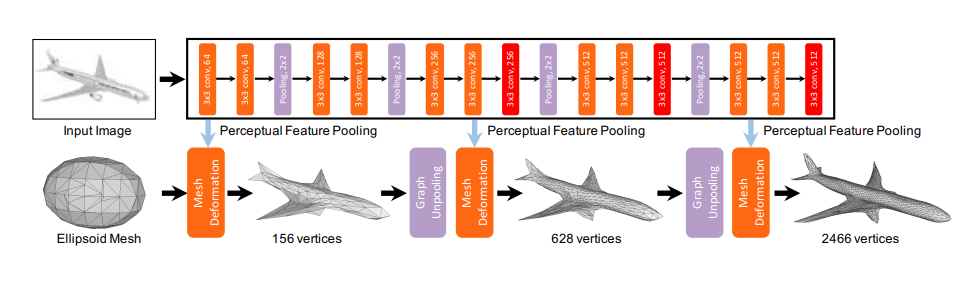 3x3 conv, 64
3x3 conv, 64
Pooling, 2x2
3x3 conv, 128
3x3 conv, 128
Pooling, 2x2
3x3 conv, 256
3x3 conv, 256
3x3 conv, 256
Pooling, 2x2
3x3 conv, 512
3x3 conv, 512
3x3 conv, 512
Pooling, 2x2
3x3 conv, 512
3x3 conv, 512
3x3 conv, 512
Input Image
Perceptual Feature Pooling
Perceptual Feature Pooling
Perceptual Feature Pooling
Mesh
Deformation
Graph
Unpooling
Mesh
Deformation
Graph
Unpooling
Mesh
Deformation
Ellipsoid Mesh
156 vertices
628 vertices
2466 vertices